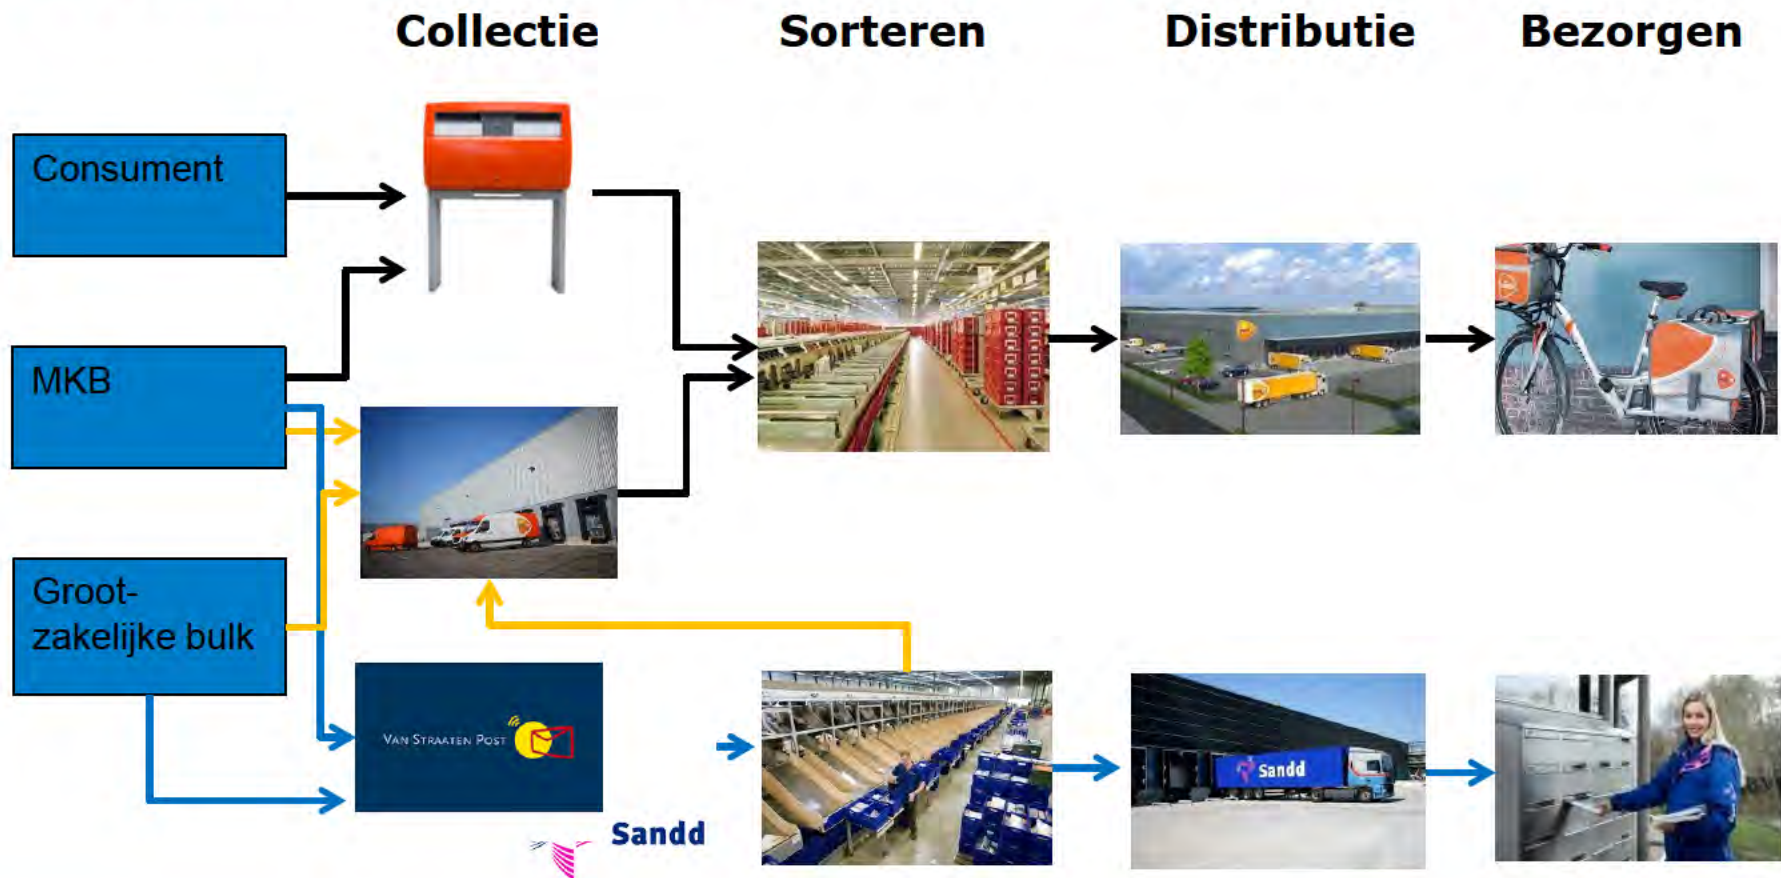 Collectie
Sorteren
Distributie
Bezorgen
Consument
MKB
Groot-
zakelijke bulk
VAN STRAATEN POST
Sandd
Sandd